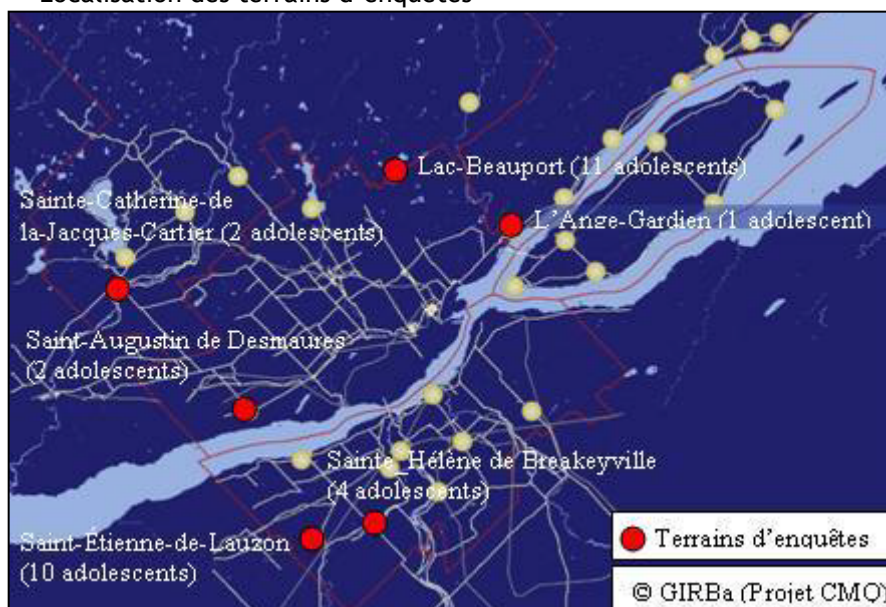 Localisation des terrains d'enquêtes
Lac-Beauport (11 adolescents)
Sainte-Catherine-de
la-Jacques-Cartier (2 adolescents)
L'Ange-Gardien (1 adolescent)
Saint-Augustin de Desmaures
(2 adolescents)
Sainte_Hélène de Breakeyville
(4 adolescents)
Saint-Étienne-de-Lauzon
(10 adolescents)
Terrains d'enquêtes
© GIRBa (Projet CMQ)